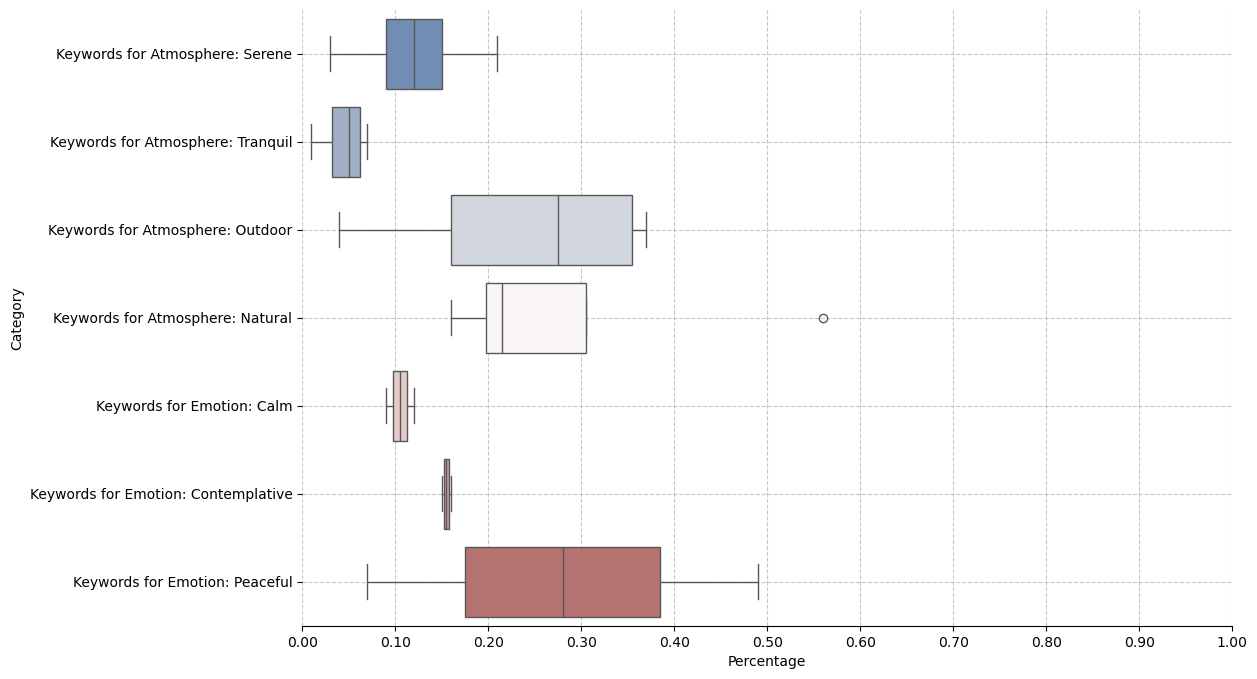 Keywords for Atmosphere: Serene
Keywords for Atmosphere: Tranquil
Keywords for Atmosphere: Outdoor
Keywords for Atmosphere: Natural
Keywords for Emotion: Calm
Keywords for Emotion: Contemplative
Keywords for Emotion: Peaceful
Category
0.00 0.10 0.20 0.30 0.40 0.50 0.60 0.70 0.80 0.90 1.00
Percentage